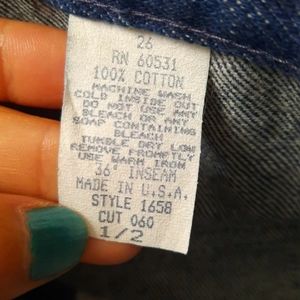 26
RN 60531
100% COTTON
MACHINE WASH
COLD INSIDE OUT
DO NOT USE ANY
BLEACH OR ANY
SOAP CONTAINING
BLEACH
TUMBLE DRY LOW
REMOVE PROMPTLY
USE WARM IRON
36" INSEAM
MADE IN U.S.A.
STYLE 1658
CUT 060
1/2